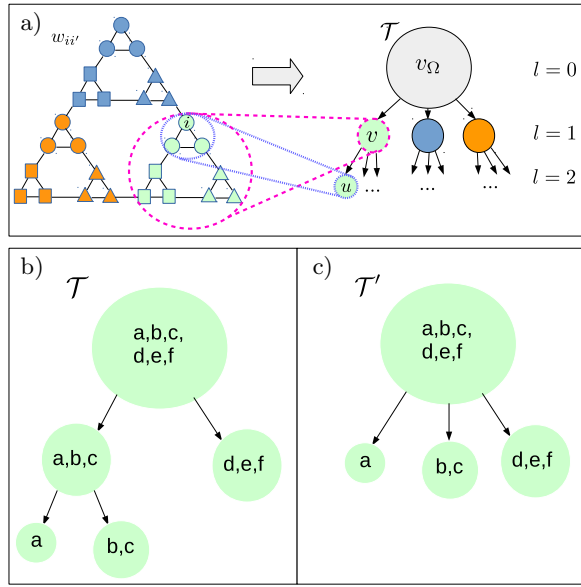 a)
w_{ii'}
𝒯
v_Ω
l = 0
i
v
l = 1
u
...
...
...
l = 2
b)
𝒯
a,b,c,
d,e,f
a,b,c
d,e,f
a
b,c
c)
𝒯'
a,b,c,
d,e,f
a
b,c
d,e,f